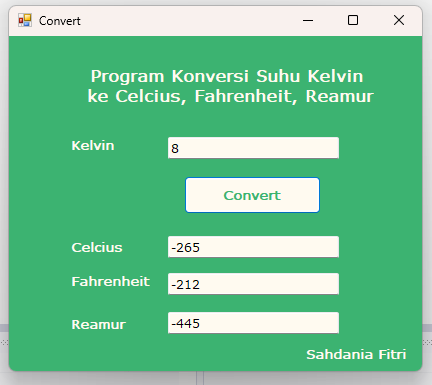 Convert
Program Konversi Suhu Kelvin
ke Celcius, Fahrenheit, Reamur
Kelvin 8
Convert
Celcius -265
Fahrenheit -212
Reamur -445
Sahdania Fitri